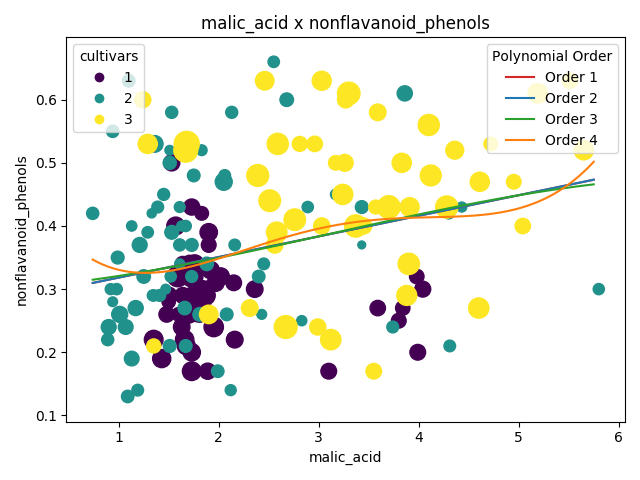 malic_acid x nonflavanoid_phenols
cultivars
1
2
3
Polynomial Order
Order 1
Order 2
Order 3
Order 4
nonflavanoid_phenols
0.6
0.5
0.4
0.3
0.2
0.1
1 2 3 4 5 6
malic_acid